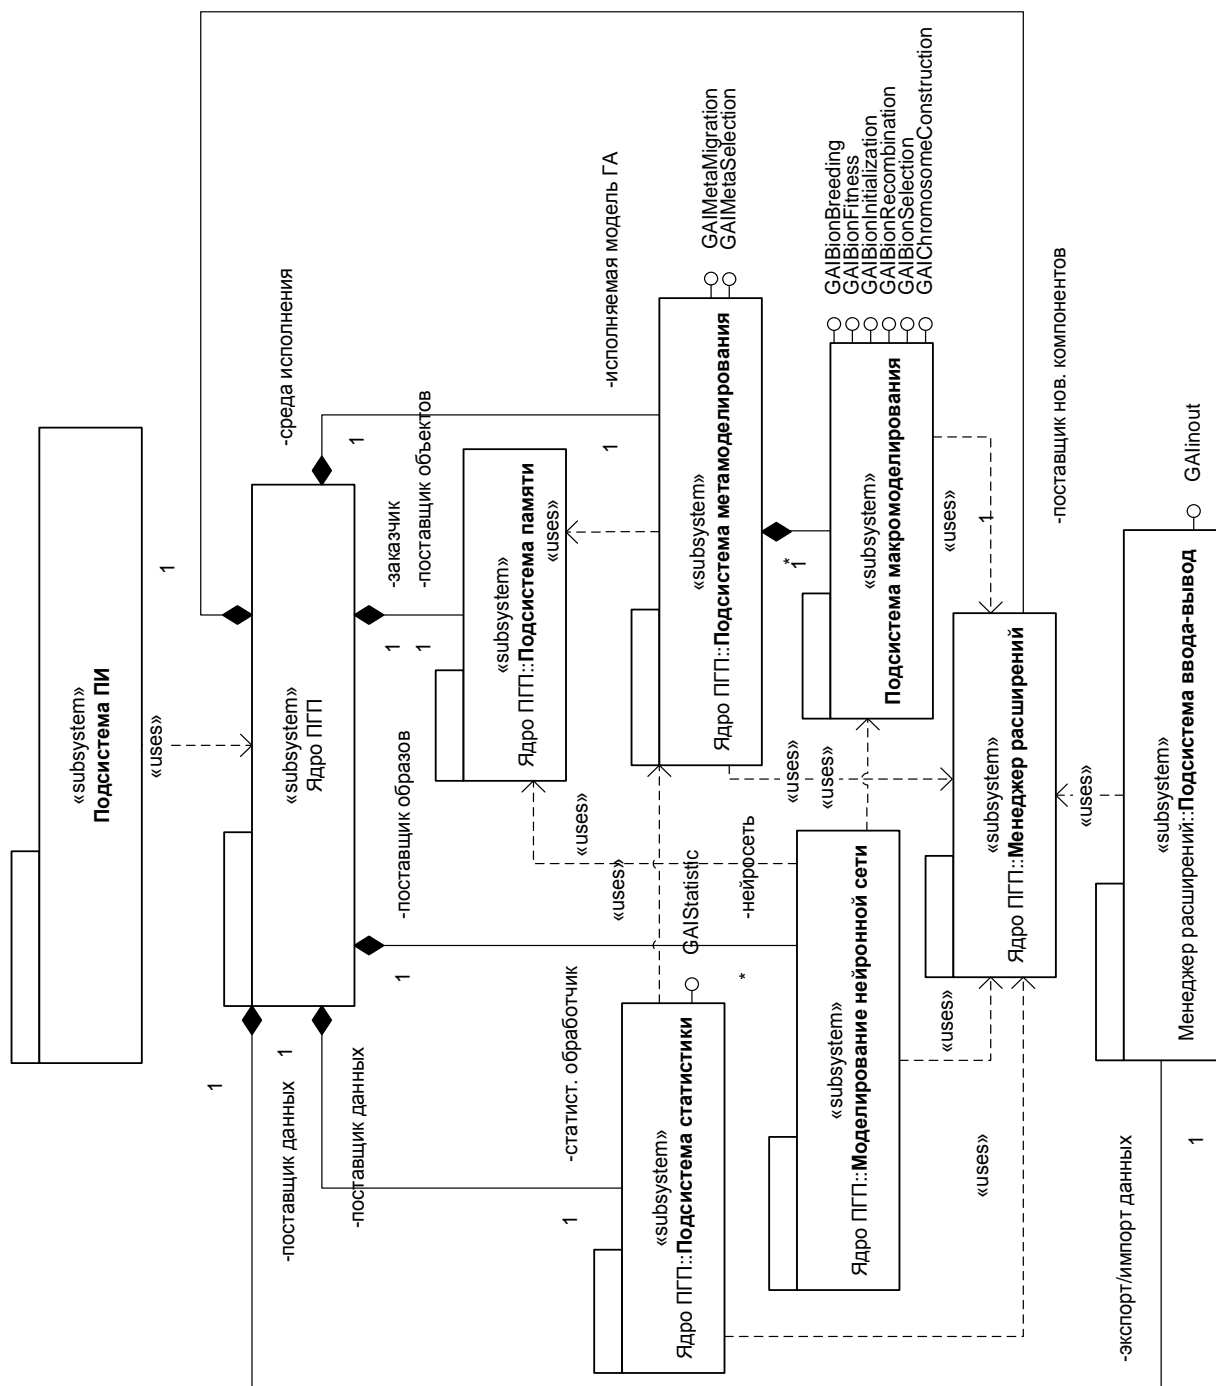 «subsystem»
Подсистема ПИ
«uses»
«subsystem»
Ядро ПГП
-среда исполнения
1
1
-исполняемая модель ГА
1
-заказчик
-поставщик объектов
1
1
«subsystem»
Ядро ПГП::Подсистема памяти
«uses»
-поставщик образов
1
-нейросеть
*
«uses»
-поставщик данных
1
1
-поставщик данных
-статист. обработчик
1
«subsystem»
Ядро ПГП::Подсистема статистики
GAIStatistic
«uses»
«subsystem»
Ядро ПГП::Подсистема метамоделирования
GAIMetaMigration
GAIMetaSelection
*
1
«subsystem»
Подсистема макромоделирования
GAIBionBreeding
GAIBionFitness
GAIBionInitialization
GAIBionRecombination
GAIBionSelection
GAIChromosomeConstruction
«uses»
«uses»
«uses»
1
-поставщик нов. компонентов
«subsystem»
Ядро ПГП::Моделирование нейронной сети
«uses»
«uses»
«subsystem»
Ядро ПГП::Менеджер расширений
«uses»
«subsystem»
Менеджер расширений::Подсистема ввода-вывод
GAIinout
-экспорт/импорт данных
1